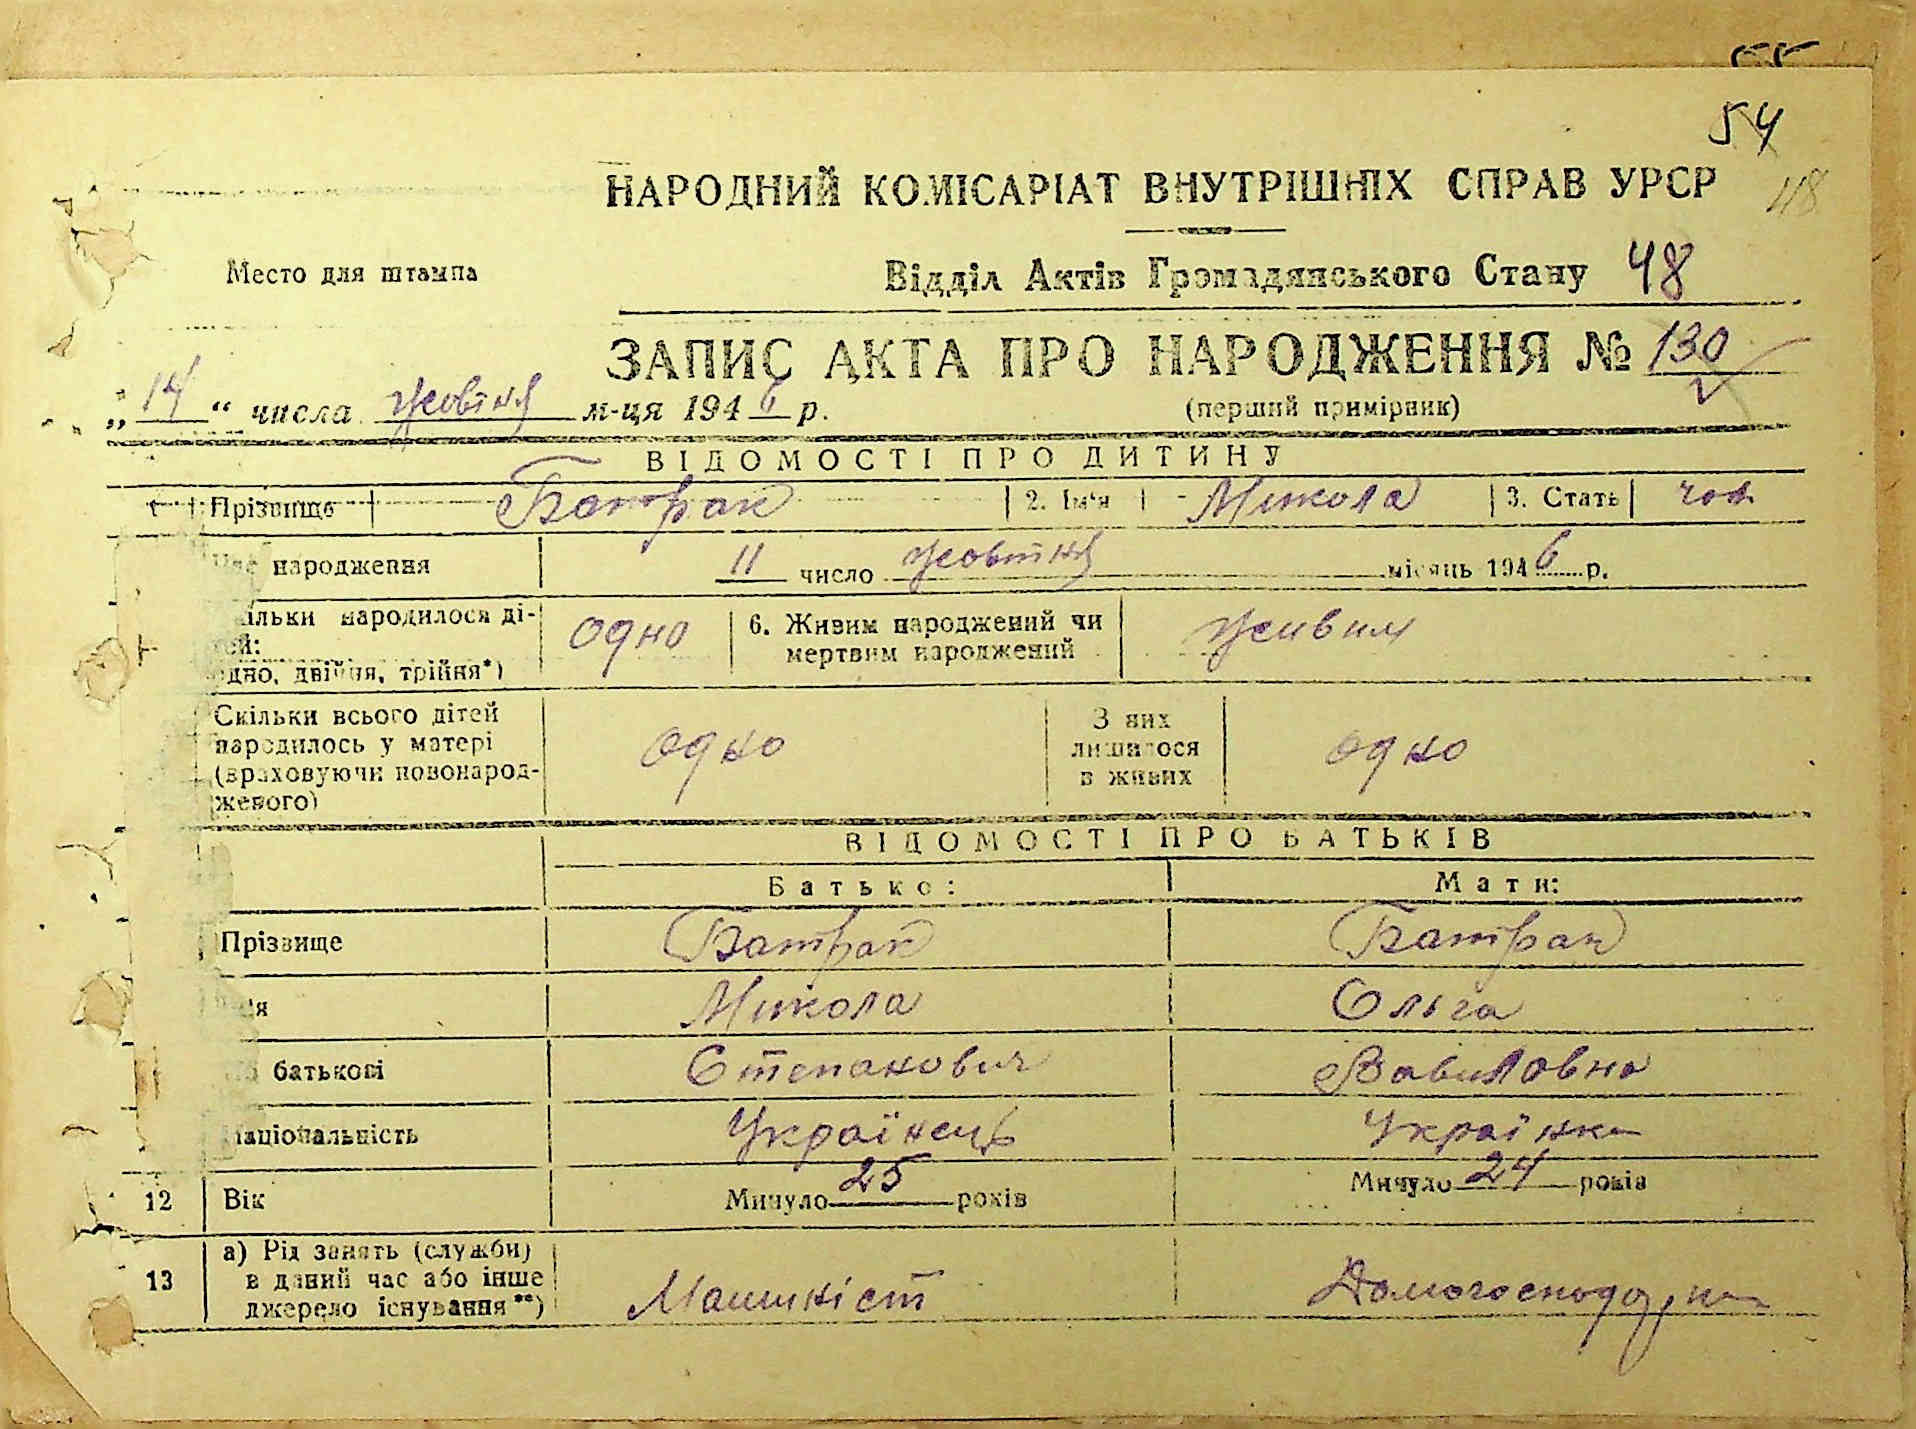 55
54
НАРОДНИЙ КОМІСАРІАТ ВНУТРІШНІХ СПРАВ УРСР 48
Место для штампа
Відділ Актів Громадянського Стану 48
ЗАПИС АКТА ПРО НАРОДЖЕННЯ № 130
„14“ числа жовтня м-ця 1946 р. (перший примірник)
ВІДОМОСТІ ПРО ДИТИНУ
Прізвище Батрак 2. Ім'я Микола 3. Стать чол
народження 11 число жовтня місяць 1946 р.
ільки народилося ді-
ей:
дно, двійня, трійня*) одно 6. Живим народжений чи
мертвим народжений живим
Скільки всього дітей
народилось у матері
(враховуючи новонарод-
женого) одно З них
лишилося
в живих одно
ВІДОМОСТІ ПРО БАТЬКІВ
Батько: Мати:
Прізвище Батрак Батрак
Микола Ольга
батькові Степанович Вавиловна
Національність Українець Українка
12 Вік Минуло 25 років Минуло 24 років
13 а) Рід занять (служби)
в даний час або інше
джерело існування**) Машиніст Домогосподарка